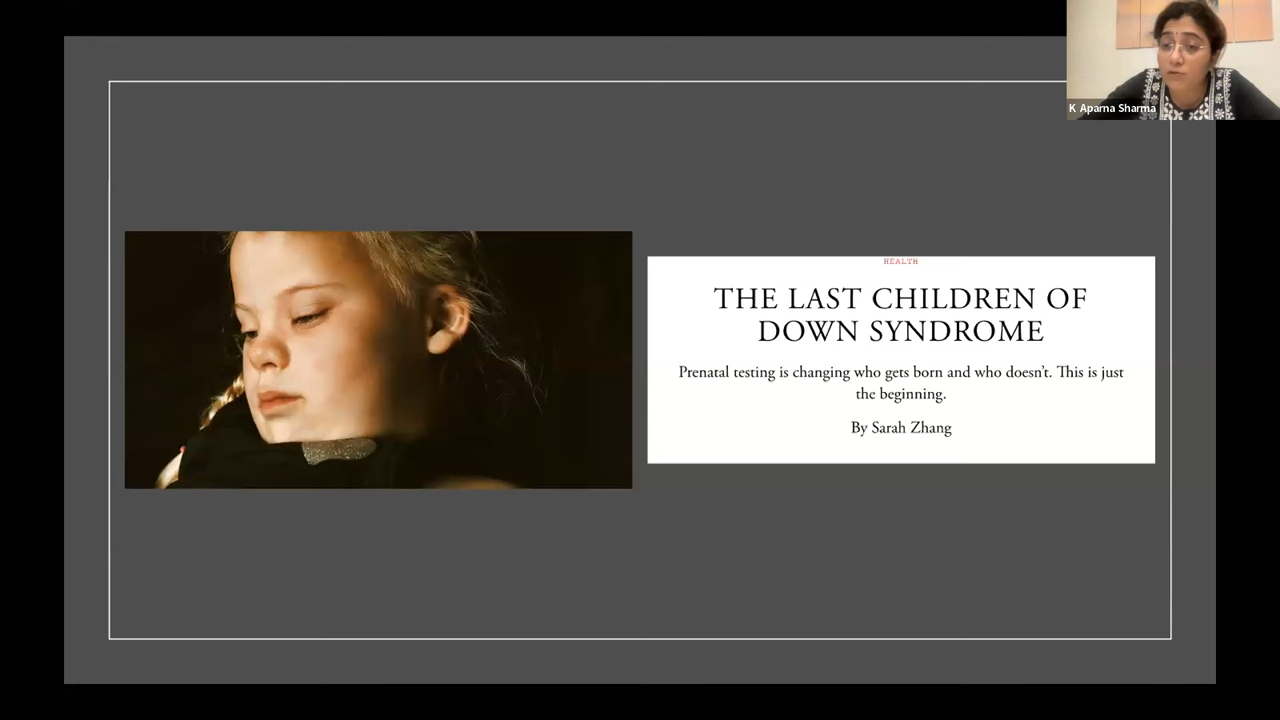 K Aparna Sharma
HEALTH
THE LAST CHILDREN OF
DOWN SYNDROME
Prenatal testing is changing who gets born and who doesn't. This is just
the beginning.
By Sarah Zhang